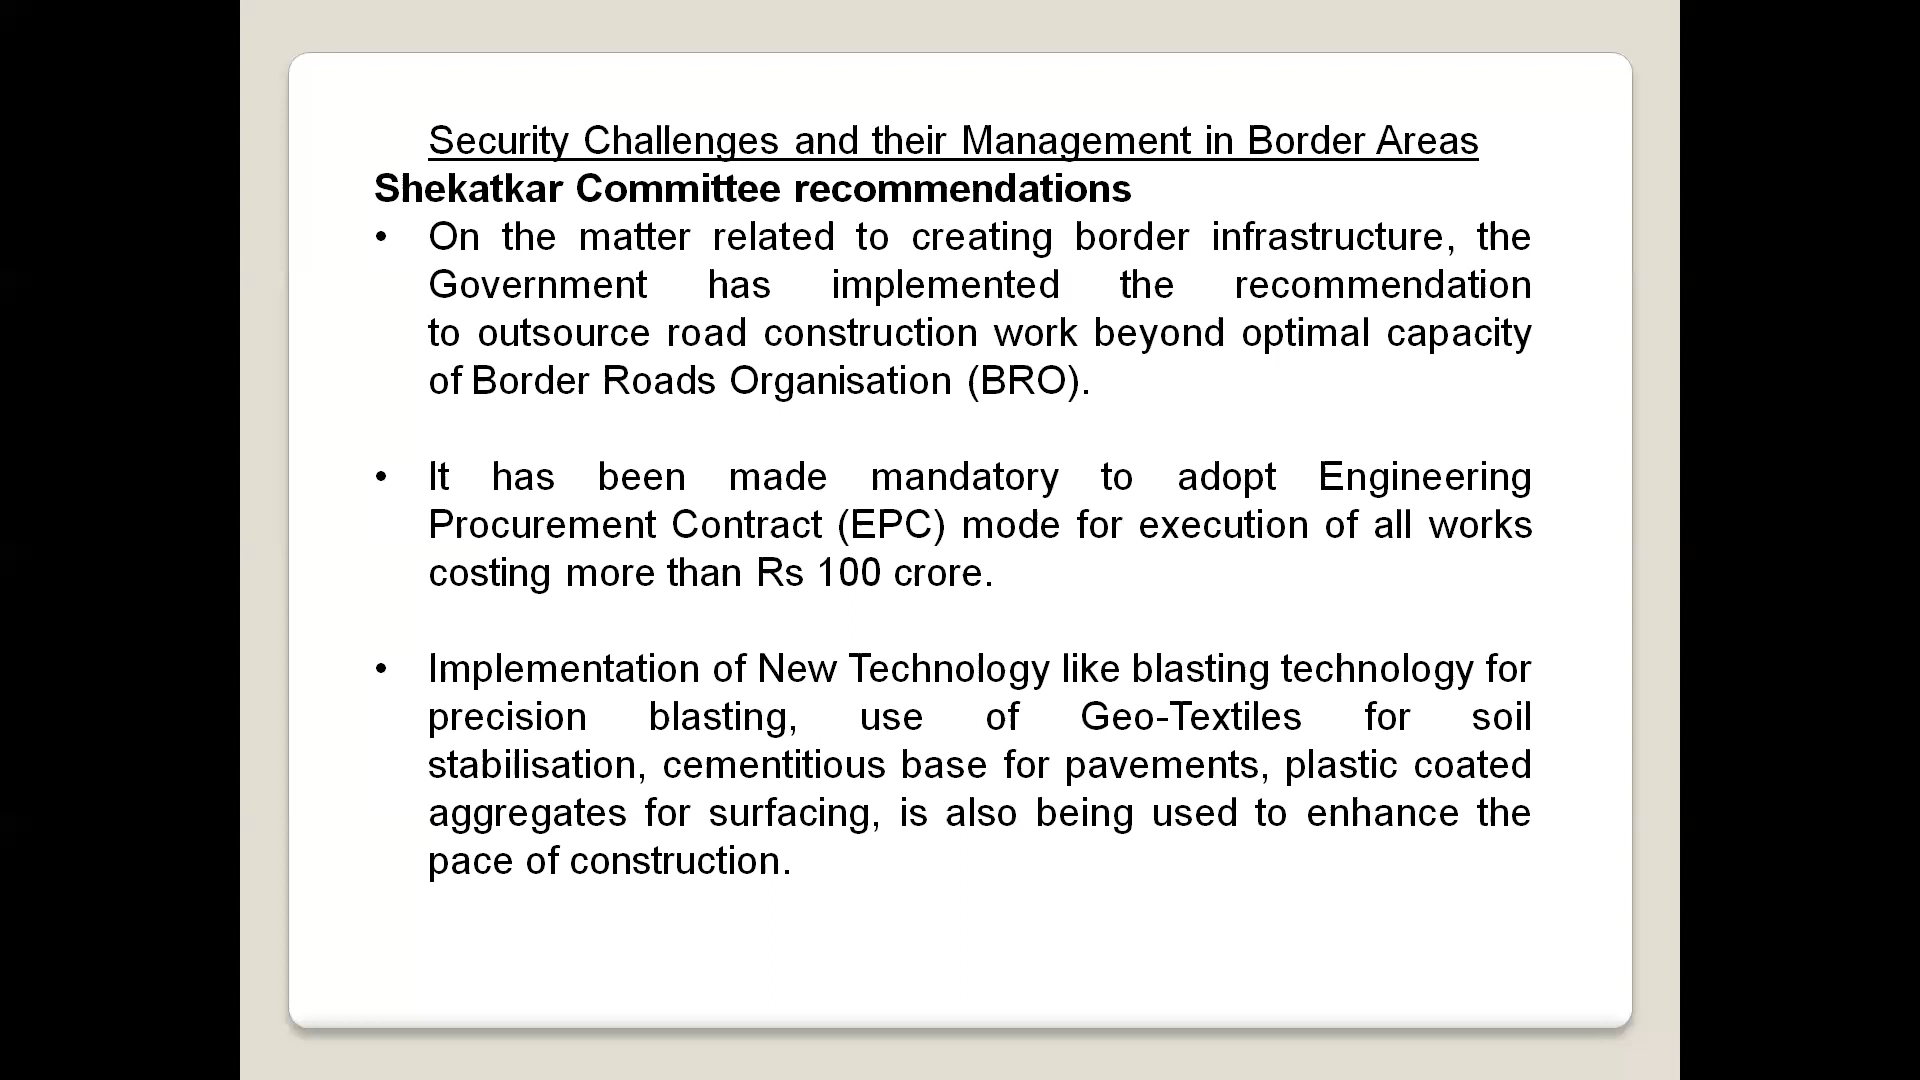 Security Challenges and their Management in Border Areas
Shekatkar Committee recommendations
• On the matter related to creating border infrastructure, the
Government has implemented the recommendation
to outsource road construction work beyond optimal capacity
of Border Roads Organisation (BRO).
• It has been made mandatory to adopt Engineering
Procurement Contract (EPC) mode for execution of all works
costing more than Rs 100 crore.
• Implementation of New Technology like blasting technology for
precision blasting, use of Geo-Textiles for soil
stabilisation, cementitious base for pavements, plastic coated
aggregates for surfacing, is also being used to enhance the
pace of construction.